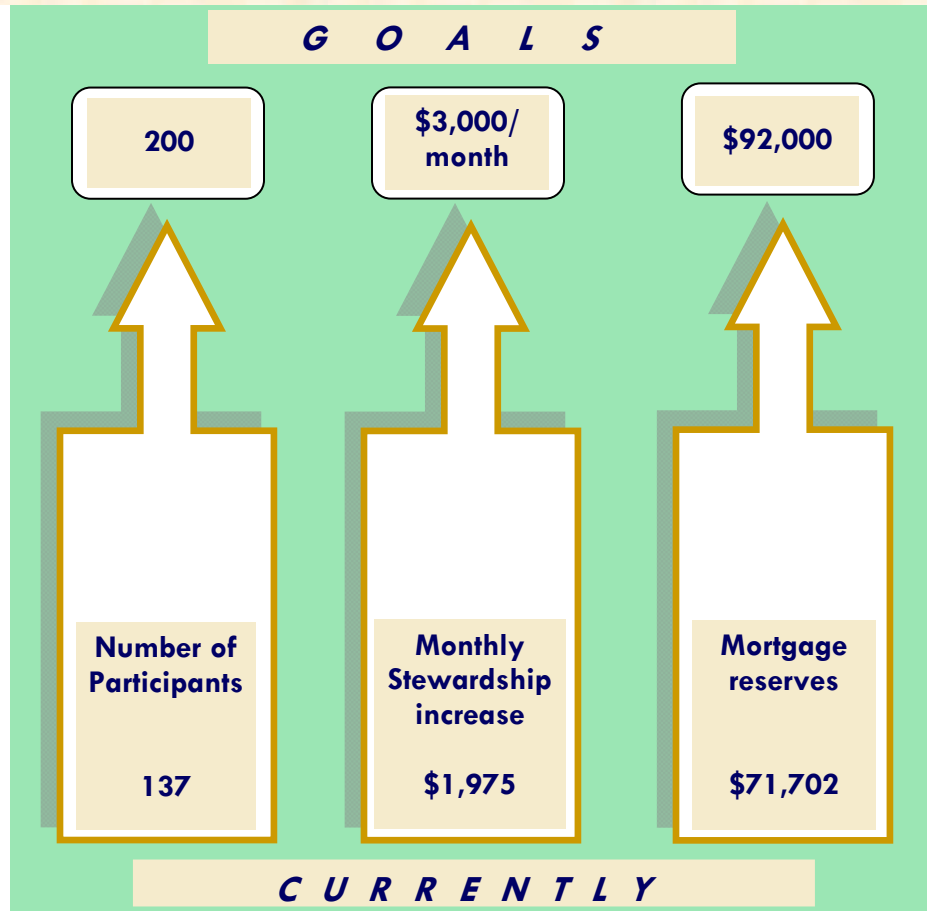 G O A L S
200
$3,000/
month
$92,000
Number of
Participants
137
Monthly
Stewardship
increase
$1,975
Mortgage
reserves
$71,702
C U R R E N T L Y